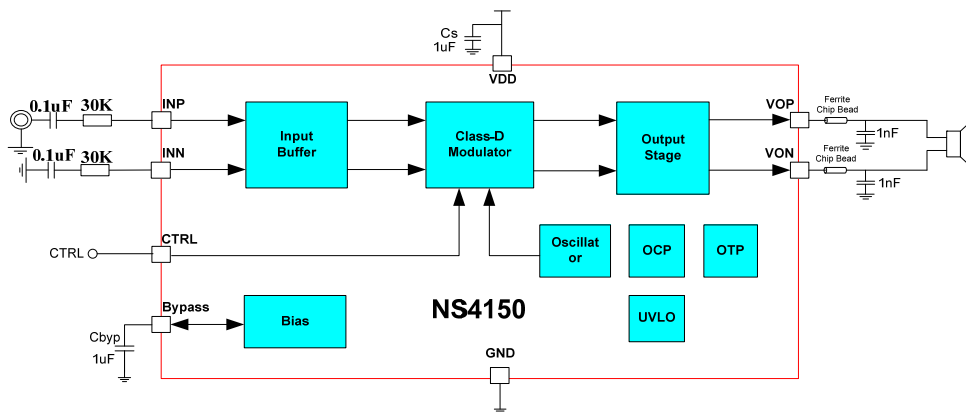 Cs
1uF
VDD
0.1uF 30K
INP
VOP
Ferrite
Chip Bead
1nF
Input
Buffer
Class-D
Modulator
Output
Stage
0.1uF 30K
INN
VON
Ferrite
Chip Bead
1nF
CTRL
CTRL
Oscillat
or
OCP
OTP
Bypass
Bias
NS4150
UVLO
Cbyp
1uF
GND